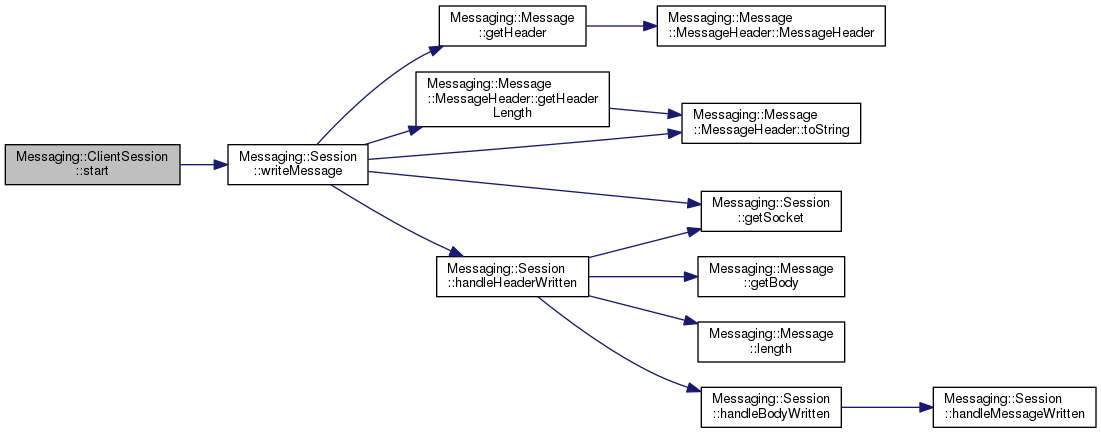 Messaging::ClientSession
::start
Messaging::Session
::writeMessage
Messaging::Message
::getHeader
Messaging::Message
::MessageHeader::MessageHeader
Messaging::Message
::MessageHeader::getHeader
Length
Messaging::Message
::MessageHeader::toString
Messaging::Session
::getSocket
Messaging::Session
::handleHeaderWritten
Messaging::Message
::getBody
Messaging::Message
::length
Messaging::Session
::handleBodyWritten
Messaging::Session
::handleMessageWritten